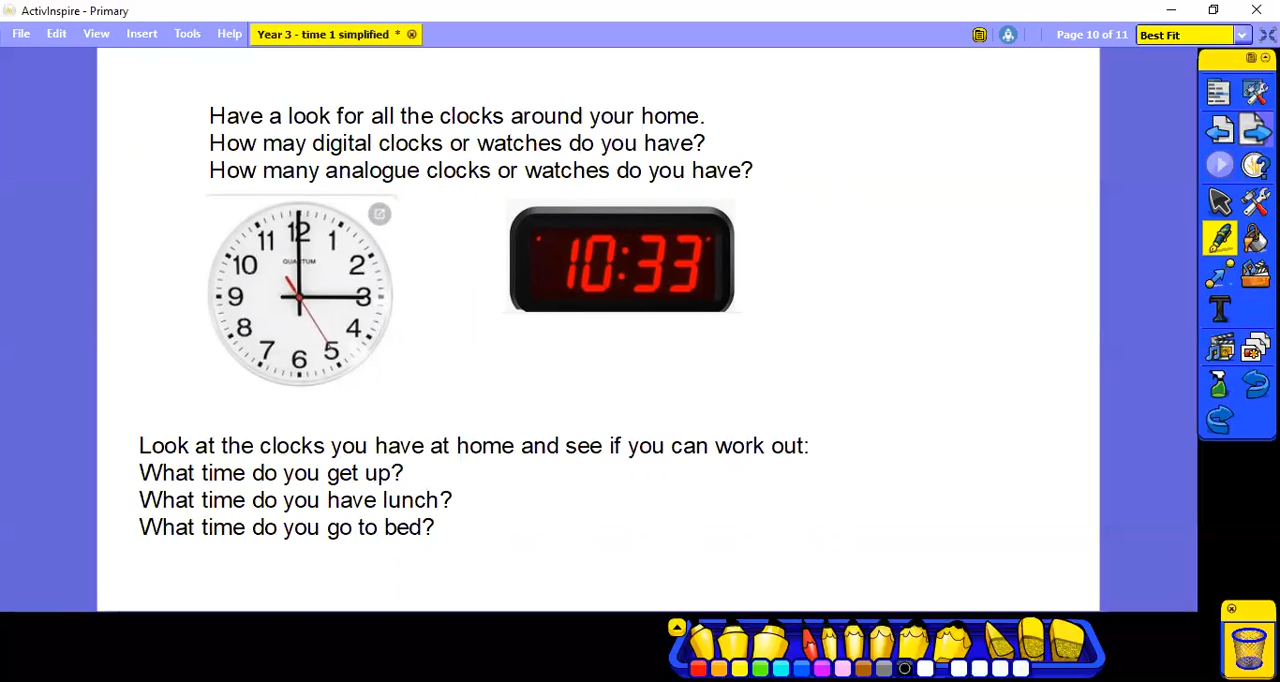 ActivInspire - Primary
File Edit View Insert Tools Help Year 3 - time 1 simplified * Page 10 of 11 Best Fit
Have a look for all the clocks around your home.
How may digital clocks or watches do you have?
How many analogue clocks or watches do you have?
12
11 1
QUANTUM
10 2
9 3
8 4
7 5
6
10:33
Look at the clocks you have at home and see if you can work out:
What time do you get up?
What time do you have lunch?
What time do you go to bed?